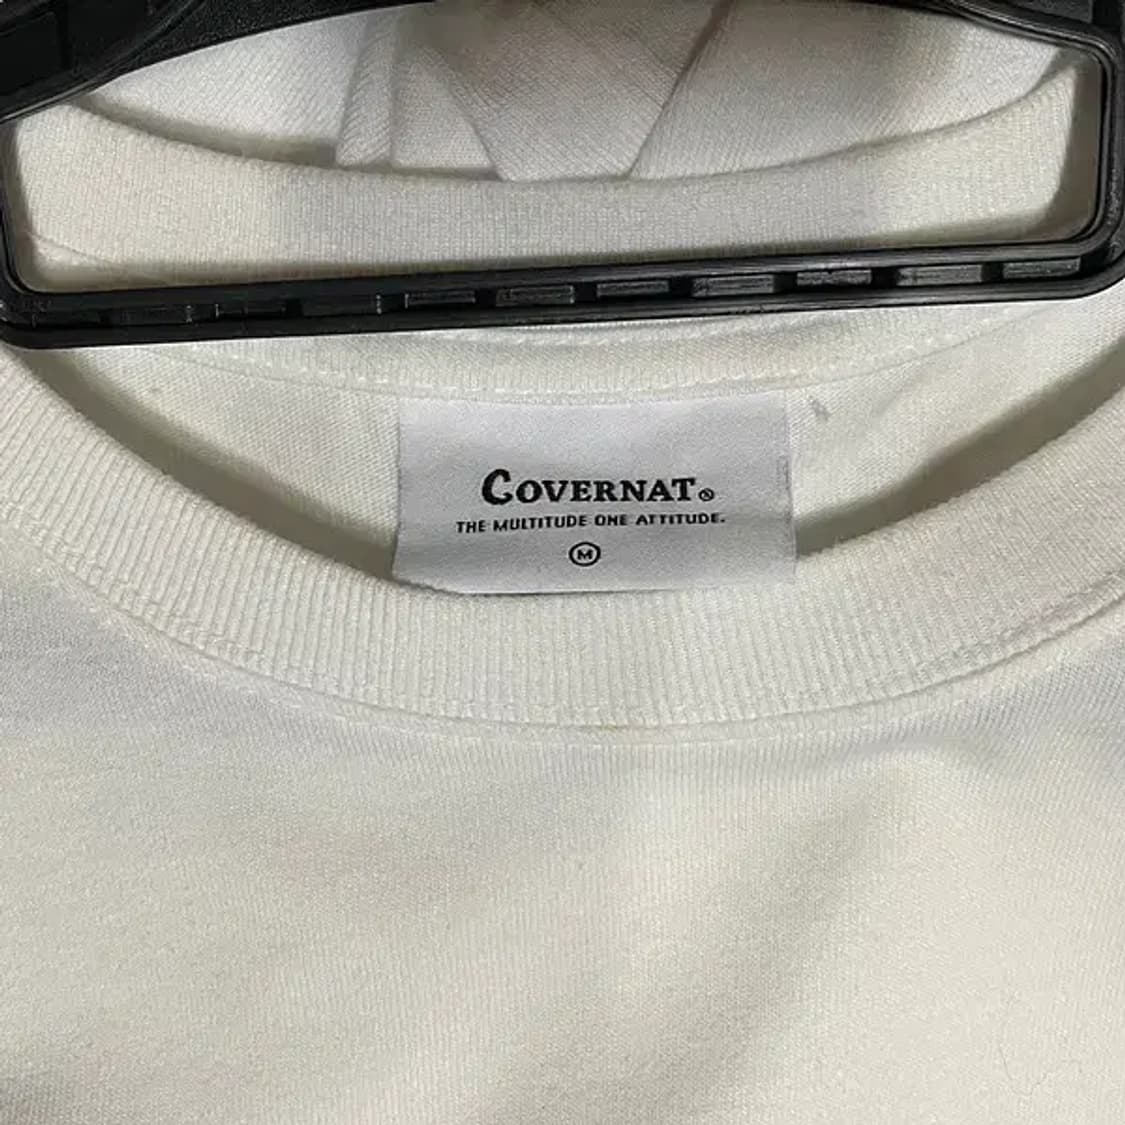 COVERNAT®
THE MULTITUDE ONE ATTITUDE.
M